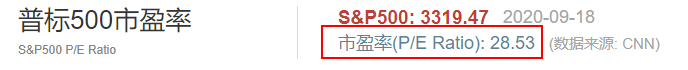 普标500市盈率
S&P500 P/E Ratio
S&P500: 3319.47 2020-09-18
市盈率(P/E Ratio): 28.53 (数据来源: CNN)